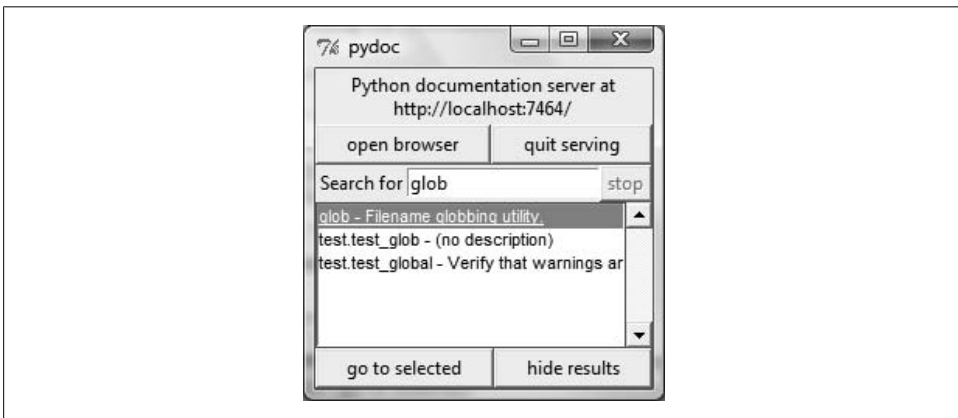 pydoc
Python documentation server at
http://localhost:7464/
open browser quit serving
Search for glob stop
glob - Filename globbing utility.
test.test_glob - (no description)
test.test_global - Verify that warnings ar
go to selected hide results